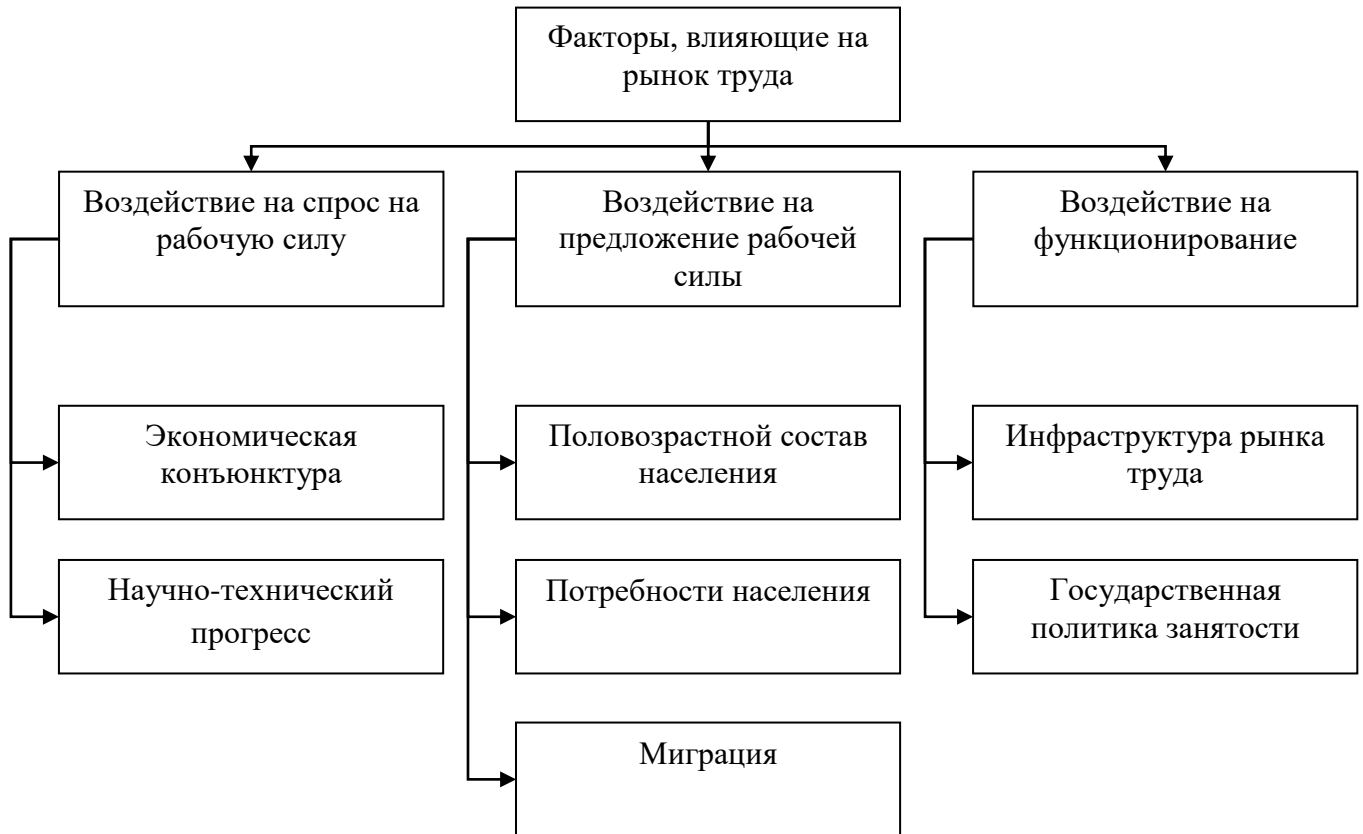 Факторы, влияющие на
рынок труда
Воздействие на спрос на
рабочую силу
Воздействие на
предложение рабочей
силы
Воздействие на
функционирование
Экономическая
конъюнктура
Половозрастной состав
населения
Инфраструктура рынка
труда
Научно-технический
прогресс
Потребности населения
Государственная
политика занятости
Миграция